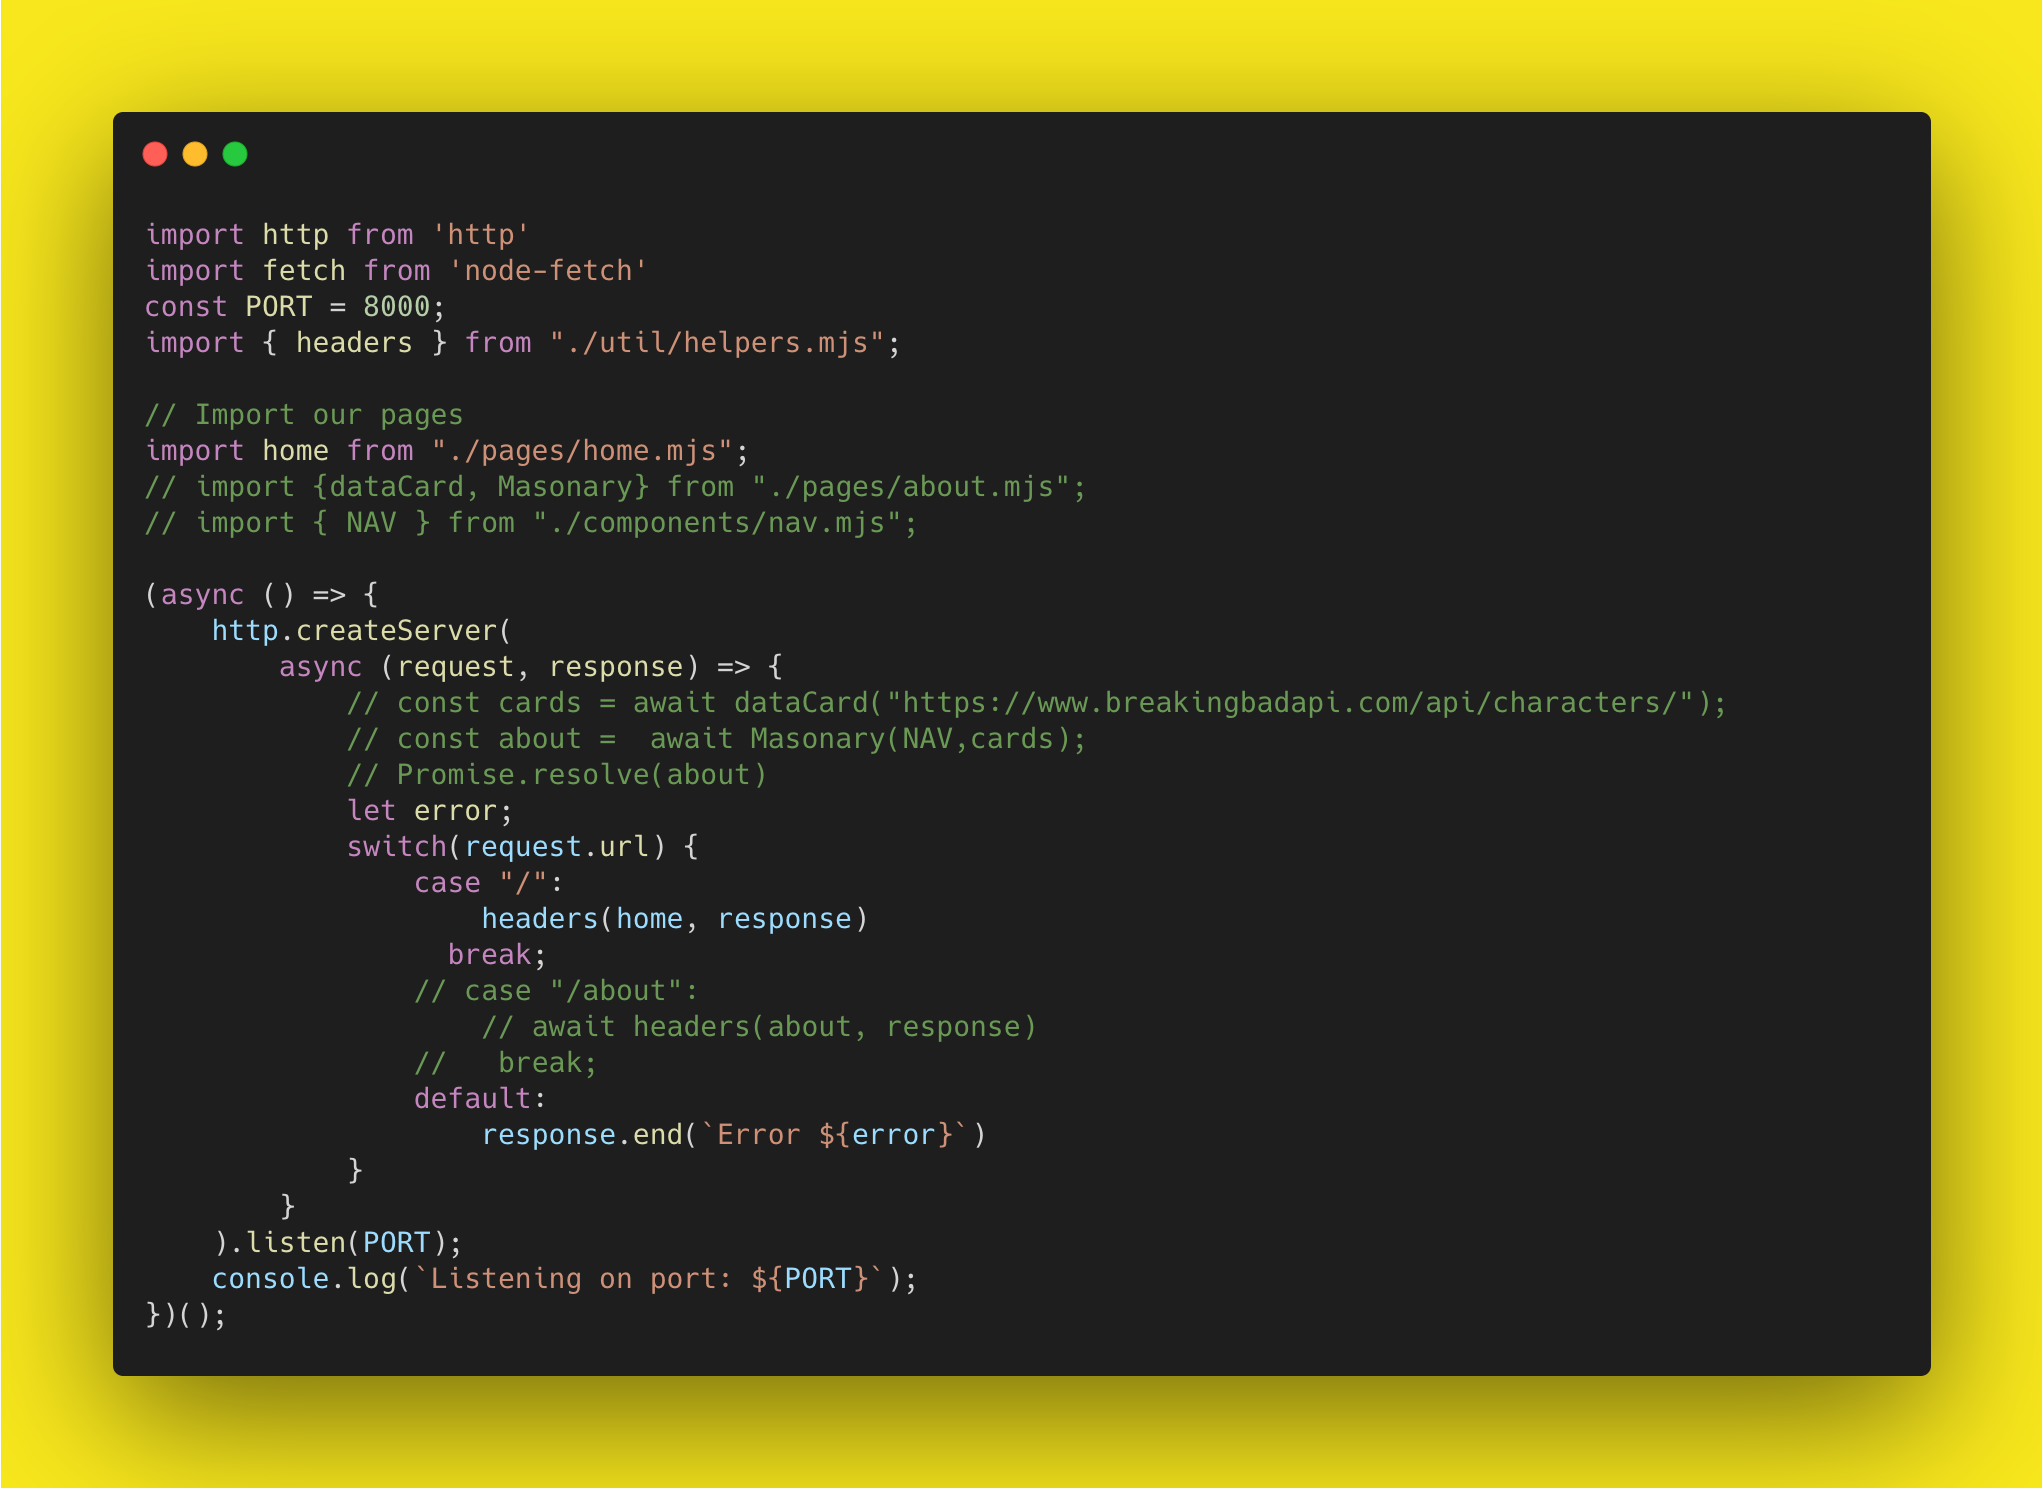 import http from 'http'
import fetch from 'node-fetch'
const PORT = 8000;
import { headers } from "./util/helpers.mjs";

// Import our pages
import home from "./pages/home.mjs";
// import {dataCard, Masonary} from "./pages/about.mjs";
// import { NAV } from "./components/nav.mjs";

(async () => {
    http.createServer(
        async (request, response) => {
            // const cards = await dataCard("https://www.breakingbadapi.com/api/characters/");
            // const about =  await Masonary(NAV,cards);
            // Promise.resolve(about)
            let error;
            switch(request.url) {
                case "/":
                    headers(home, response)
                  break;
                // case "/about":
                    // await headers(about, response)
                //   break;
                default:
                    response.end(`Error ${error}`)
            }
        }
    ).listen(PORT);
    console.log(`Listening on port: ${PORT}`);
})();